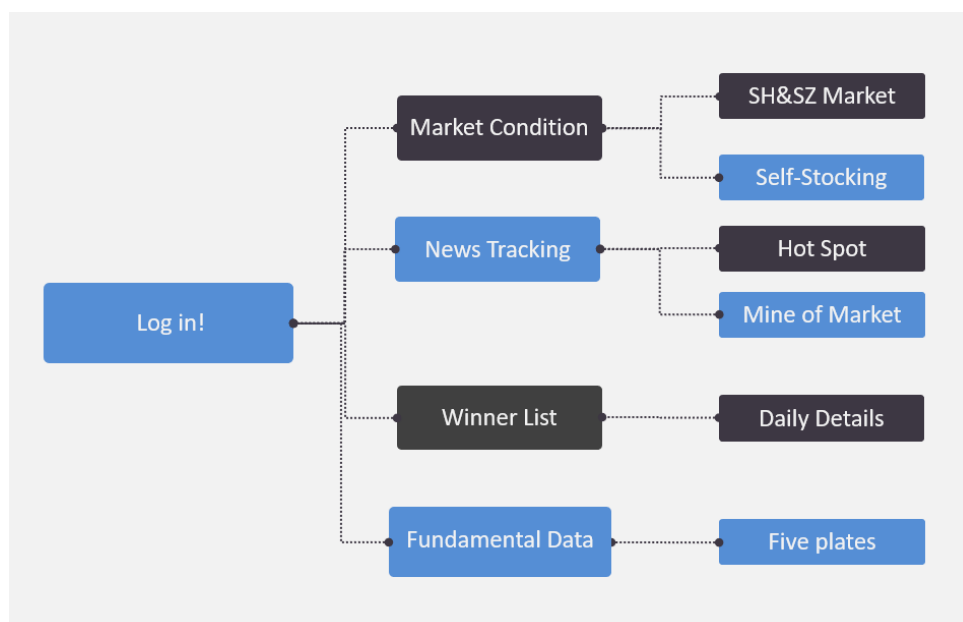 Log in!
Market Condition
SH&SZ Market
Self-Stocking
News Tracking
Hot Spot
Mine of Market
Winner List
Daily Details
Fundamental Data
Five plates